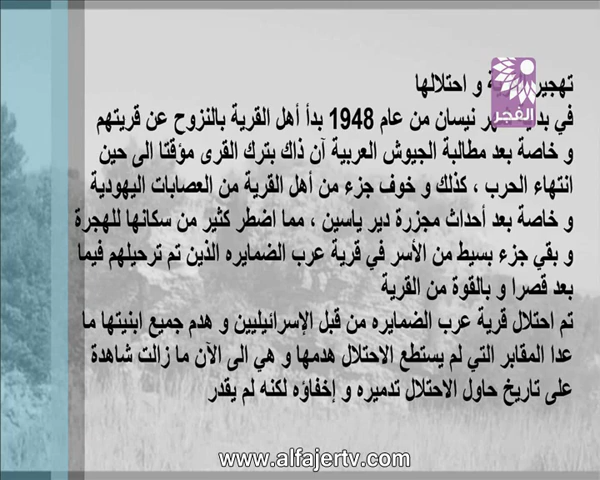 تهجير و احتلالها
الفجر
في شهر نيسان من عام 1948 بدأ أهل القرية بالنزوح عن قريتهم
و خاصة بعد مطالبة الجيوش العربية آن ذاك بترك القرى مؤقتا الى حين
انتهاء الحرب ، كذلك و خوف جزء من أهل القرية من العصابات اليهودية
و خاصة بعد أحداث مجزرة دير ياسين ، مما اضطر كثير من سكانها للهجرة
و بقي جزء بسيط من الأسر في قرية عرب الضمايره الذين تم ترحيلهم فيما
بعد قصرا و بالقوة من القرية
تم احتلال قرية عرب الضمايره من قبل الإسرائيليين و هدم جميع ابنيتها ما
عدا المقابر التي لم يستطع الاحتلال هدمها و هي الى الآن ما زالت شاهدة
على تاريخ حاول الاحتلال تدميره و إخفاؤه لكنه لم يقدر
www.alfajertv.com